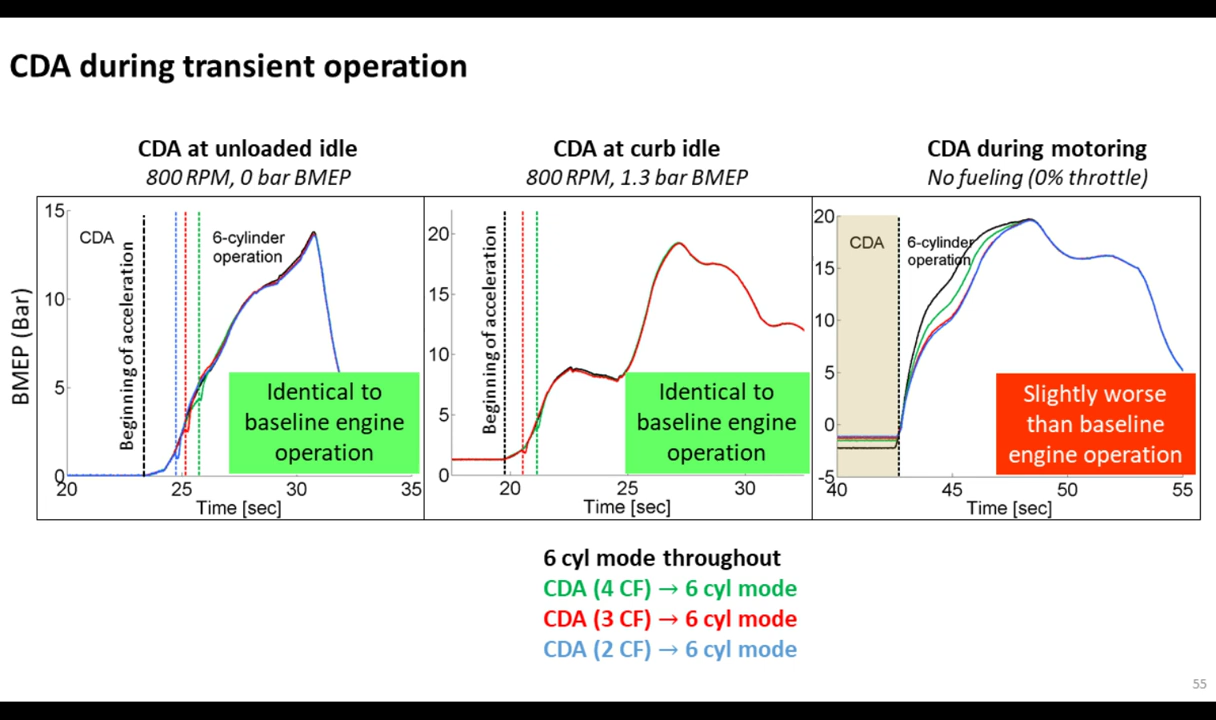 CDA during transient operation
CDA at unloaded idle
800 RPM, 0 bar BMEP
CDA at curb idle
800 RPM, 1.3 bar BMEP
CDA during motoring
No fueling (0% throttle)
BMEP (Bar)
15
10
5
0
CDA
Beginning of acceleration
6-cylinder
operation
Identical to
baseline engine
operation
20
25
30
35
Time [sec]
20
15
10
5
0
Beginning of acceleration
Identical to
baseline engine
operation
20
25
30
Time [sec]
20
15
10
5
0
-5
CDA
6-cylinder
operation
Slightly worse
than baseline
engine operation
40
45
50
55
Time [sec]
6 cyl mode throughout
CDA (4 CF) → 6 cyl mode
CDA (3 CF) → 6 cyl mode
CDA (2 CF) → 6 cyl mode
55